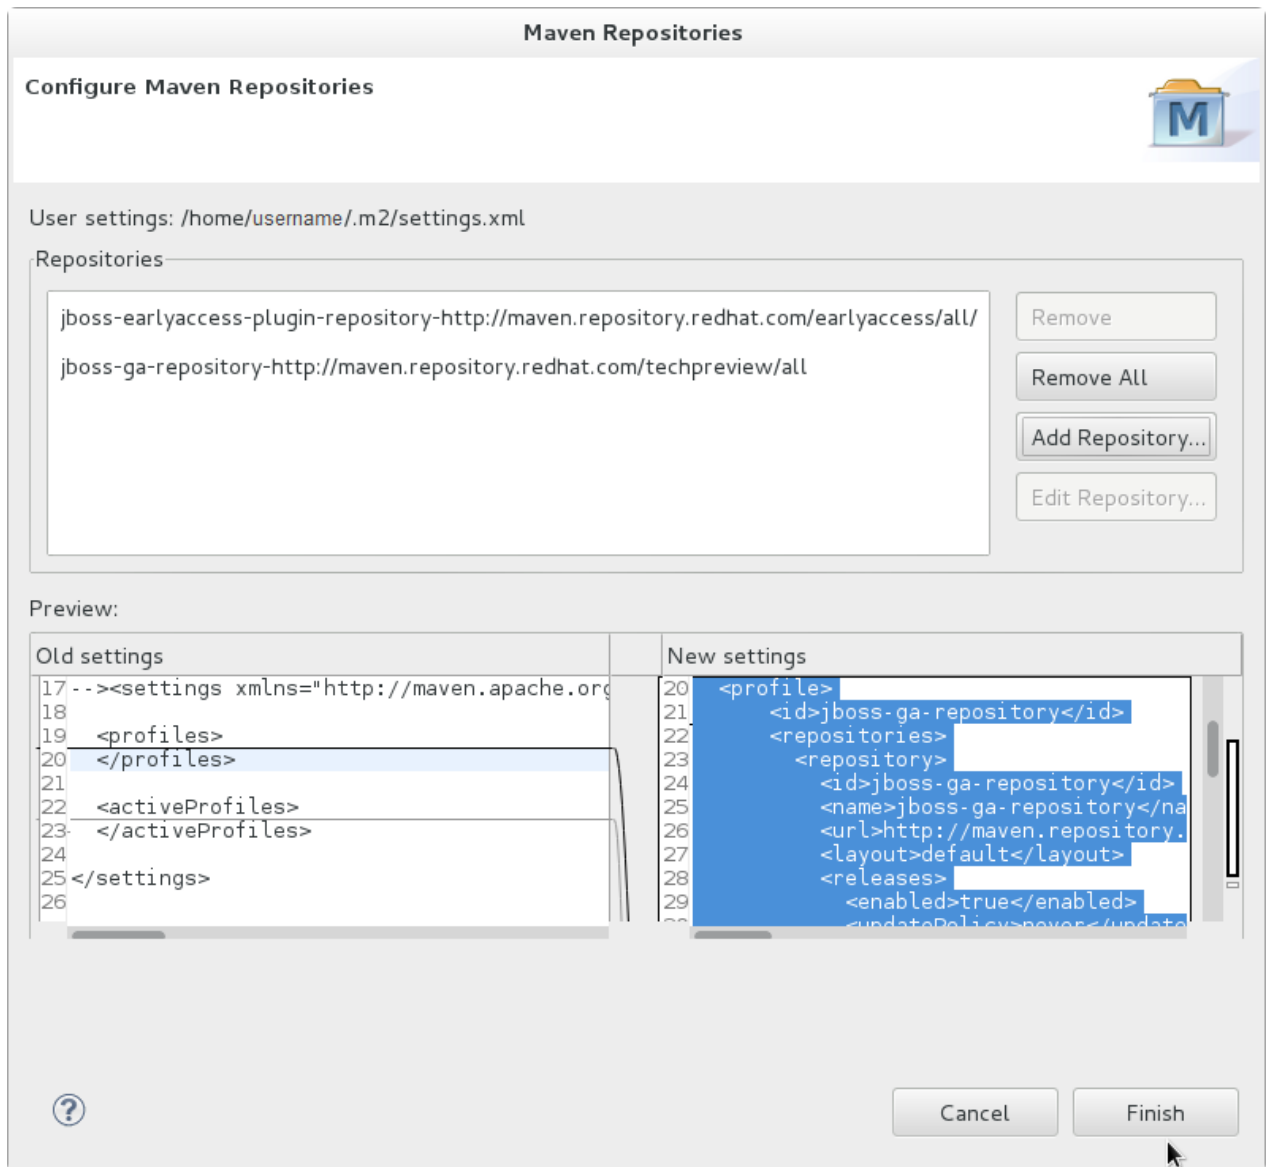 Maven Repositories
Configure Maven Repositories
M
User settings: /home/username/.m2/settings.xml
Repositories
jboss-earlyaccess-plugin-repository-http://maven.repository.redhat.com/earlyaccess/all/
jboss-ga-repository-http://maven.repository.redhat.com/techpreview/all
Remove
Remove All
Add Repository...
Edit Repository...
Preview:
Old settings
17 --><settings xmlns="http://maven.apache.org
18
19 <profiles>
20 </profiles>
21
22 <activeProfiles>
23 </activeProfiles>
24
25 </settings>
26
New settings
20 <profile>
21 <id>jboss-ga-repository</id>
22 <repositories>
23 <repository>
24 <id>jboss-ga-repository</id>
25 <name>jboss-ga-repository</na
26 <url>http://maven.repository.
27 <layout>default</layout>
28 <releases>
29 <enabled>true</enabled>
<updatePolicy>never</update
?
Cancel
Finish